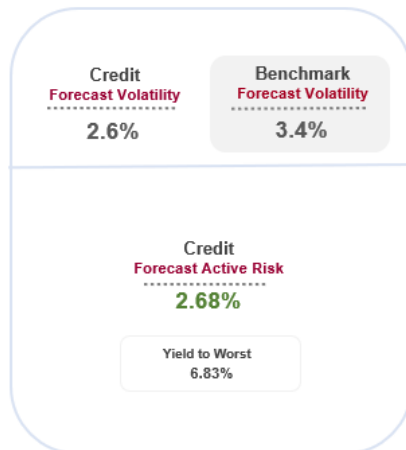 Credit
Forecast Volatility
2.6%
Benchmark
Forecast Volatility
3.4%
Credit
Forecast Active Risk
2.68%
Yield to Worst
6.83%